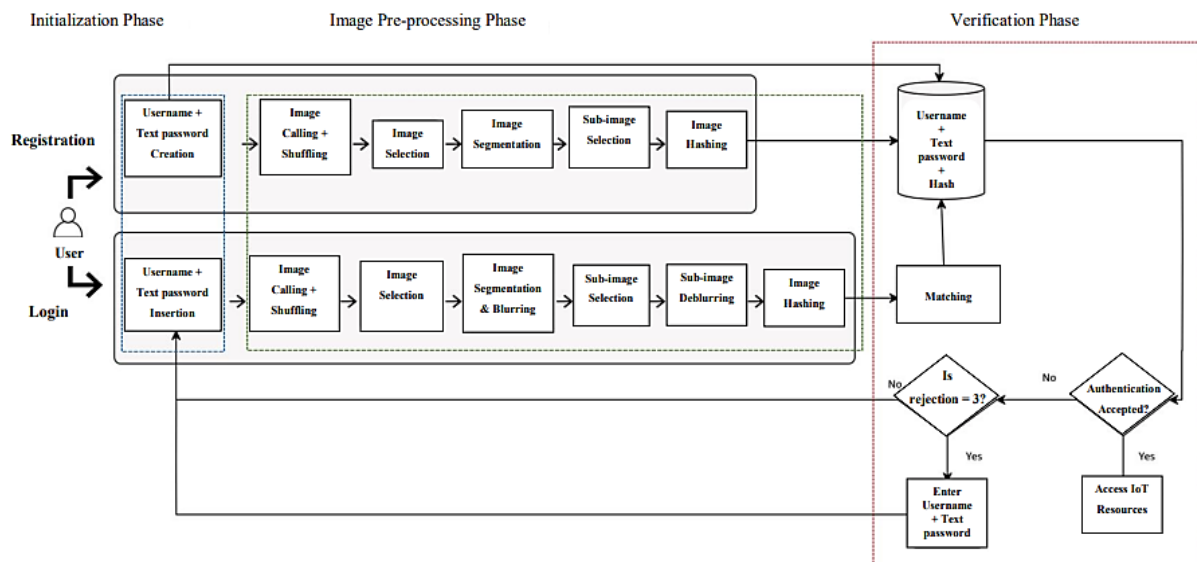 Initialization Phase
Image Pre-processing Phase
Verification Phase
Registration
User
Login
Username +
Text password
Creation
Image
Calling +
Shuffling
Image
Selection
Image
Segmentation
Sub-image
Selection
Image
Hashing
Username
+
Text
password
+
Hash
Username +
Text password
Insertion
Image
Calling +
Shuffling
Image
Selection
Image
Segmentation
& Blurring
Sub-image
Selection
Sub-image
Deblurring
Image
Hashing
Matching
No
Is
rejection = 3?
No
Authentication
Accepted?
Yes
Yes
Enter
Username
+ Text
password
Access IoT
Resources